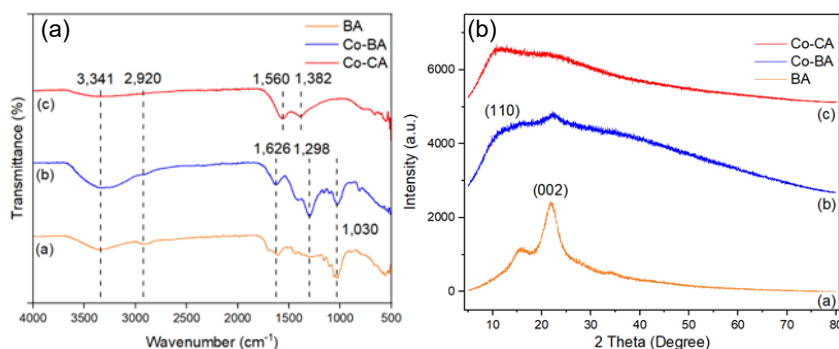 (a)
BA
Co-BA
Co-CA
3,341
2,920
1,560
1,382
(c)
1,626
1,298
(b)
1,030
(a)
Transmittance (%)
4000
3500
3000
2500
2000
1500
1000
500
Wavenumber (cm-1)
(b)
Co-CA
Co-BA
BA
6000
4000
2000
0
(c)
(110)
(b)
(002)
(a)
Intensity (a.u.)
10
20
30
40
50
60
70
80
2 Theta (Degree)